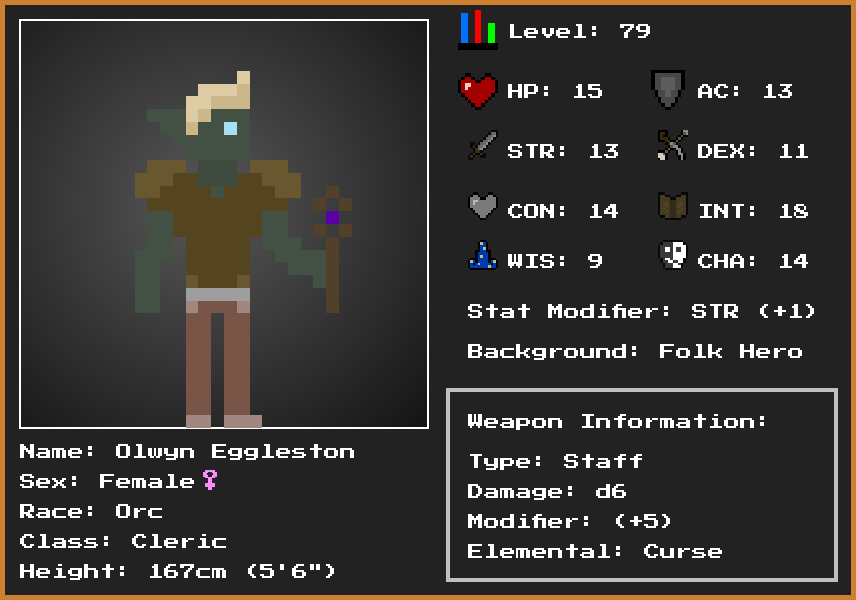 Level: 79
HP: 15
AC: 13
STR: 13
DEX: 11
CON: 14
INT: 18
WIS: 9
CHA: 14
Stat Modifier: STR (+1)
Background: Folk Hero
Weapon Information:
Type: Staff
Damage: d6
Modifier: (+5)
Elemental: Curse
Name: Olwyn Eggleston
Sex: Female♀
Race: Orc
Class: Cleric
Height: 167cm (5'6")